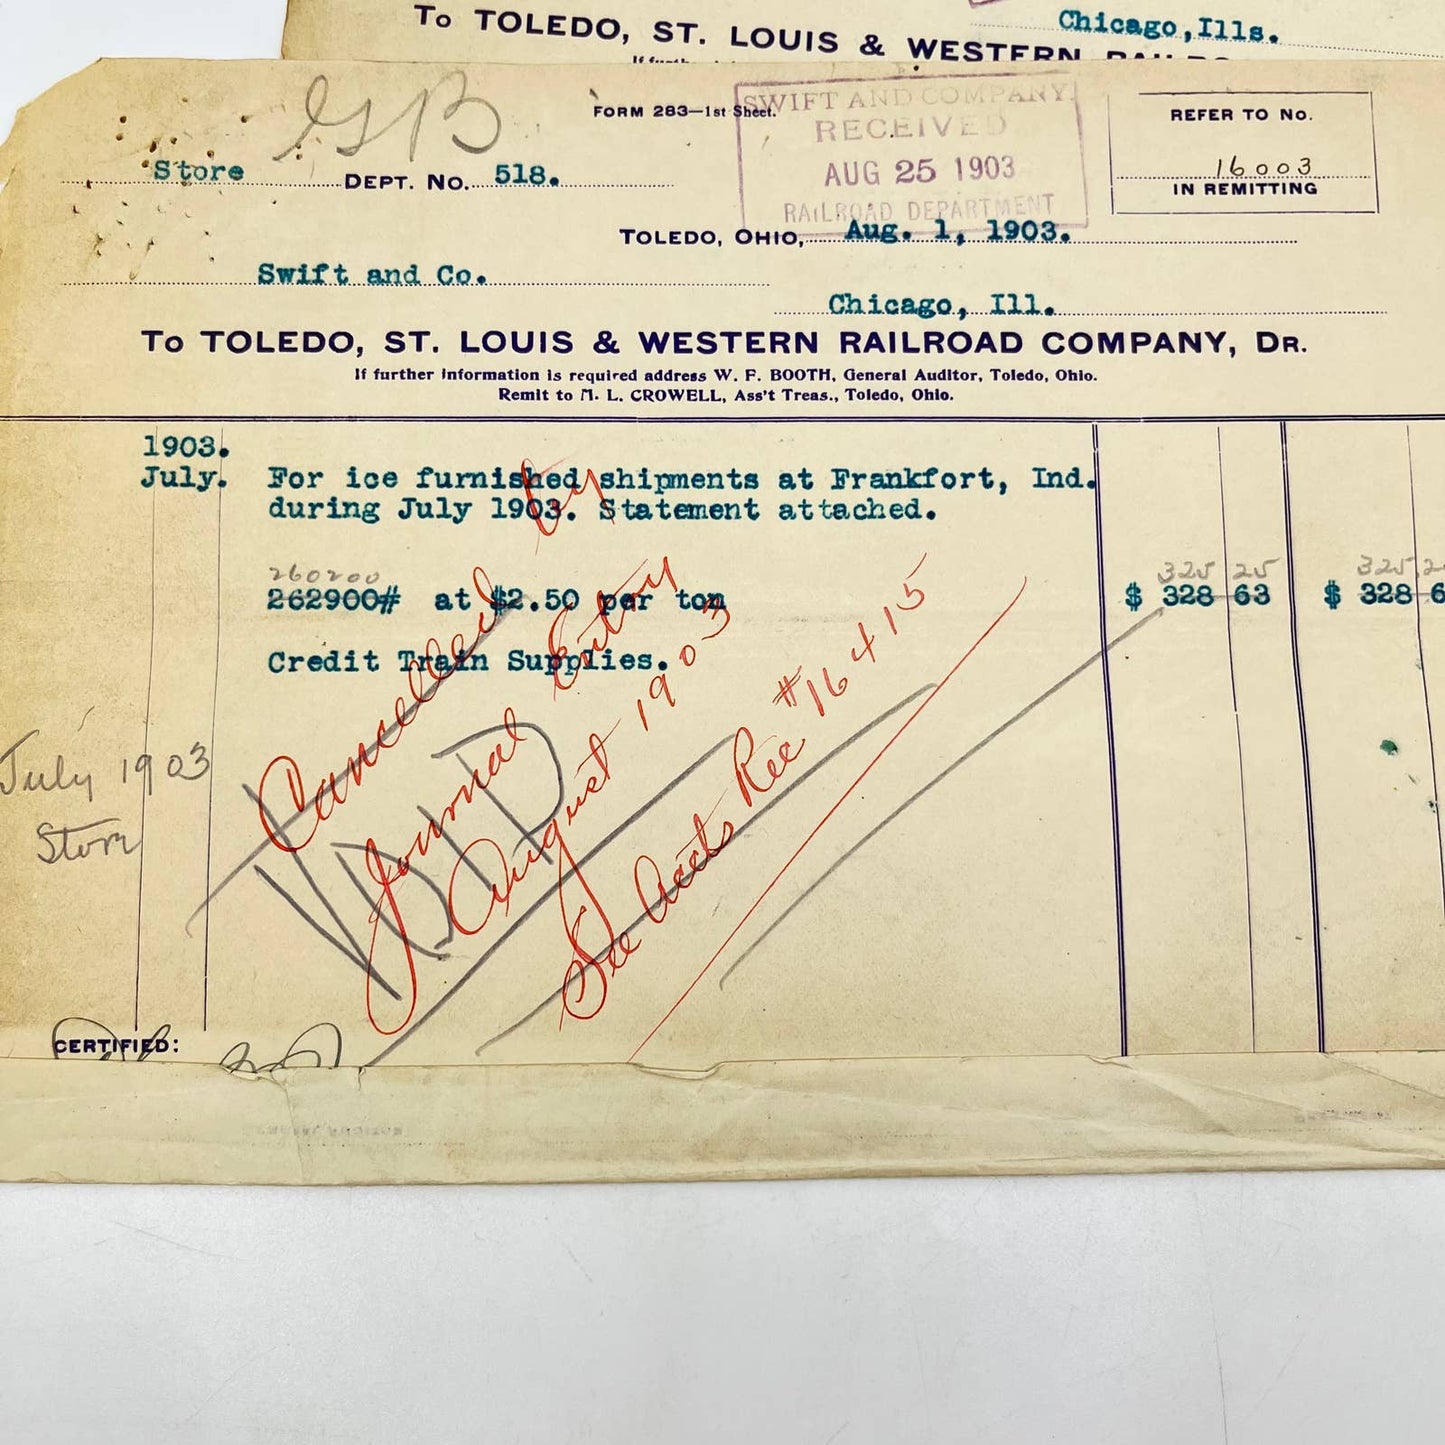 Chicago, Ills.
To TOLEDO, ST. LOUIS & WESTERN
GB
FORM 283—1st Sheet.
SWIFT AND COMPANY
RECEIVED
AUG 25 1903
RAILROAD DEPARTMENT
REFER TO No.
16003
IN REMITTING
Store DEPT. No. 518.
TOLEDO, OHIO, Aug. 1, 1903.
Swift and Co.
Chicago, Ill.
To TOLEDO, ST. LOUIS & WESTERN RAILROAD COMPANY, DR.
If further information is required address W. F. BOOTH, General Auditor, Toledo, Ohio.
Remit to M. L. CROWELL, Ass't Treas., Toledo, Ohio.
1903.
July. For ice furnished shipments at Frankfort, Ind.
during July 1903. Statement attached.
260200 325 25 325.2
262900# at $2.50 per ton $ 328 63 $ 328 6
Credit Train Supplies.
Cancelled by
Journal Entry
August 1903
See Accts Rec #16415
VOID
July 1903
Store
CERTIFIED: